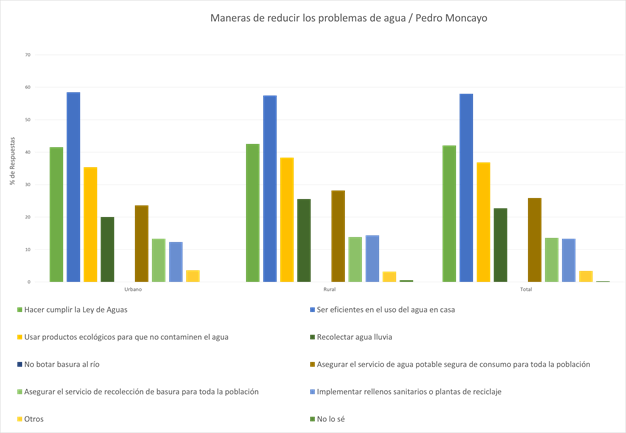 Maneras de reducir los problemas de agua / Pedro Moncayo
% de Respuestas
70
60
50
40
30
20
10
0
Urbano
Rural
Total
Hacer cumplir la Ley de Aguas
Ser eficientes en el uso del agua en casa
Usar productos ecológicos para que no contaminen el agua
Recolectar agua lluvia
No botar basura al río
Asegurar el servicio de agua potable segura de consumo para toda la población
Asegurar el servicio de recolección de basura para toda la población
Implementar rellenos sanitarios o plantas de reciclaje
Otros
No lo sé